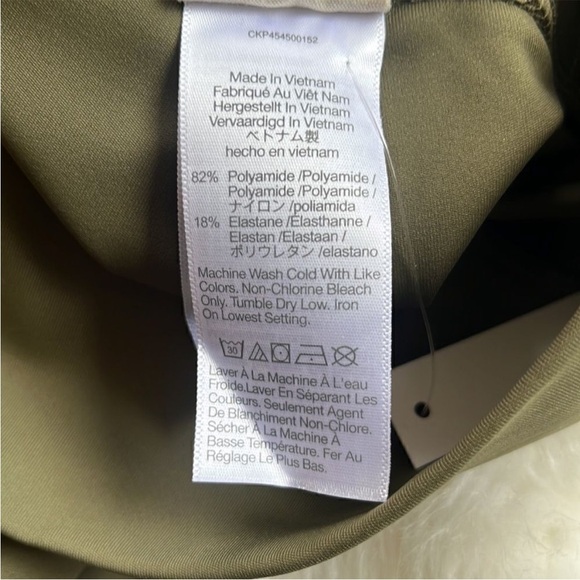 CKP454500152
Made In Vietnam
Fabriqué Au Viêt Nam
Hergestellt In Vietnam
Vervaardigd In Vietnam
ベトナム製
hecho en vietnam
82% Polyamide /Polyamide /
Polyamide /Polyamide /
ナイロン /poliamida
18% Elastane /Élasthanne /
Elastan /Elastaan /
ポリウレタン /elastano
Machine Wash Cold With Like
Colors. Non-Chlorine Bleach
Only. Tumble Dry Low. Iron
On Lowest Setting.
30
Laver À La Machine À L'eau
Froide.Laver En Séparant Les
Couleurs. Seulement Agent
De Blanchiment Non-Chlore.
Sécher À La Machine À
Basse Température. Fer Au
Réglage Le Plus Bas.